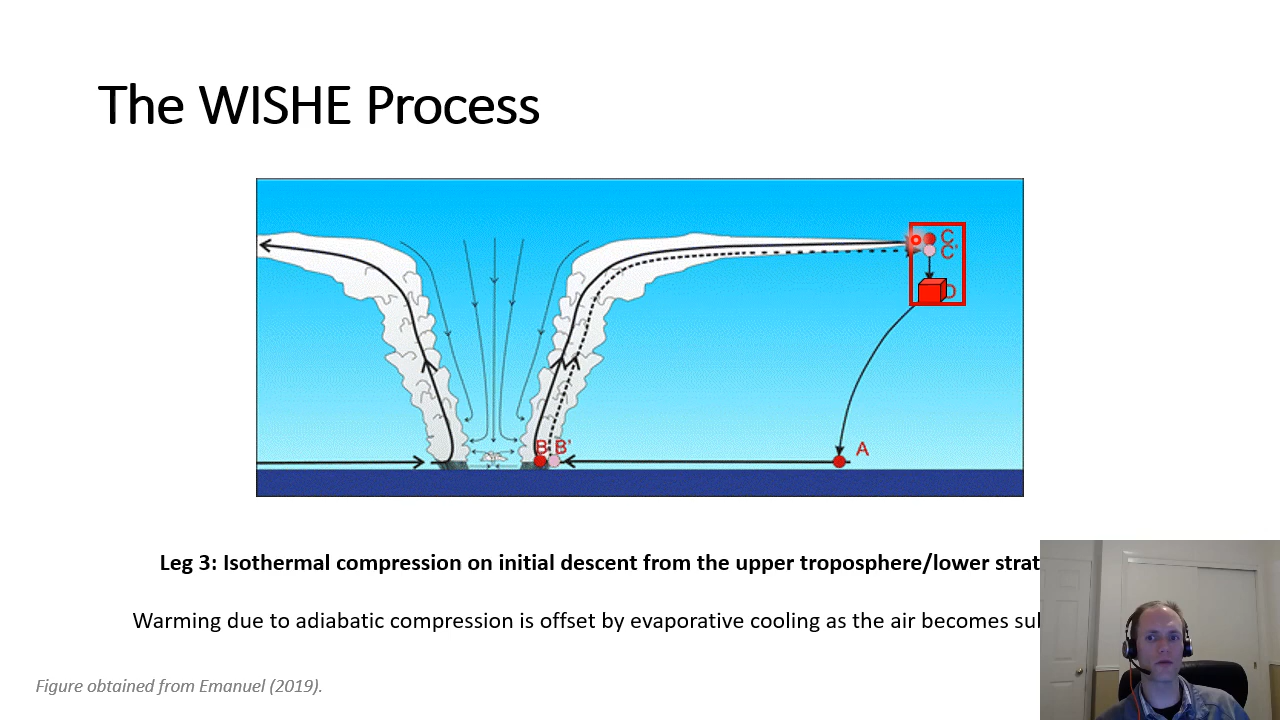 The WISHE Process
C
C'
D
B B'
A
Leg 3: Isothermal compression on initial descent from the upper troposphere/lower strat
Warming due to adiabatic compression is offset by evaporative cooling as the air becomes
Figure obtained from Emanuel (2019).